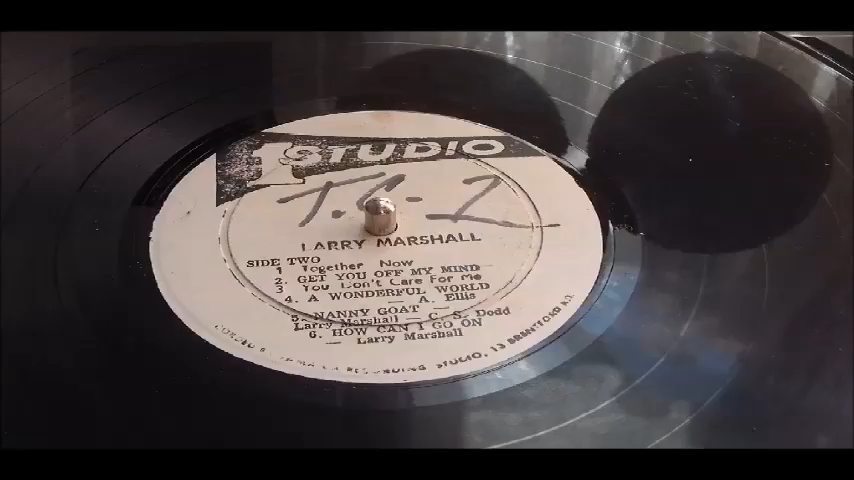 1 STUDIO
T.C-2
LARRY MARSHALL
SIDE TWO
1 Together Now
2. GET YOU OFF MY MIND
3 You Don't Care For Me
4. A WONDERFUL WORLD
— A. Ellis
5. NANNY GOAT —
Larry Marshall — C. S. Dodd
6. HOW CAN I GO ON
— Larry Marshall
RECORDING STUDIO, 13 BRENTFORD